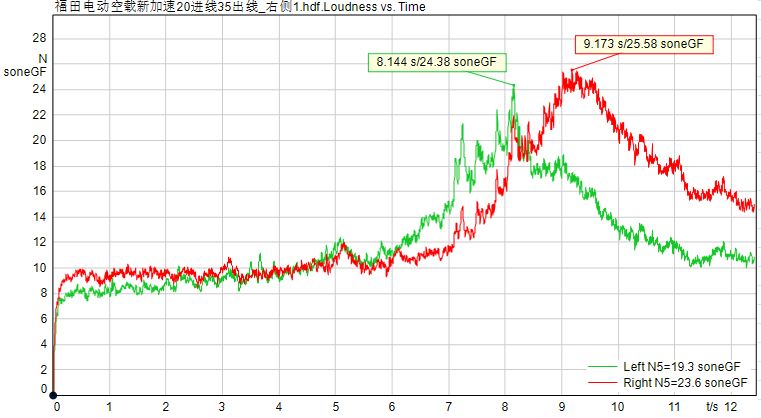 福田电动空载新加速20进线35出线_右侧1.hdf.Loudness vs. Time
28
N
soneGF
24
22
20
18
16
14
12
10
8
6
4
2
0
8.144 s/24.38 soneGF
9.173 s/25.58 soneGF
Left N5=19.3 soneGF
Right N5=23.6 soneGF
0 1 2 3 4 5 6 7 8 9 10 11 t/s 12